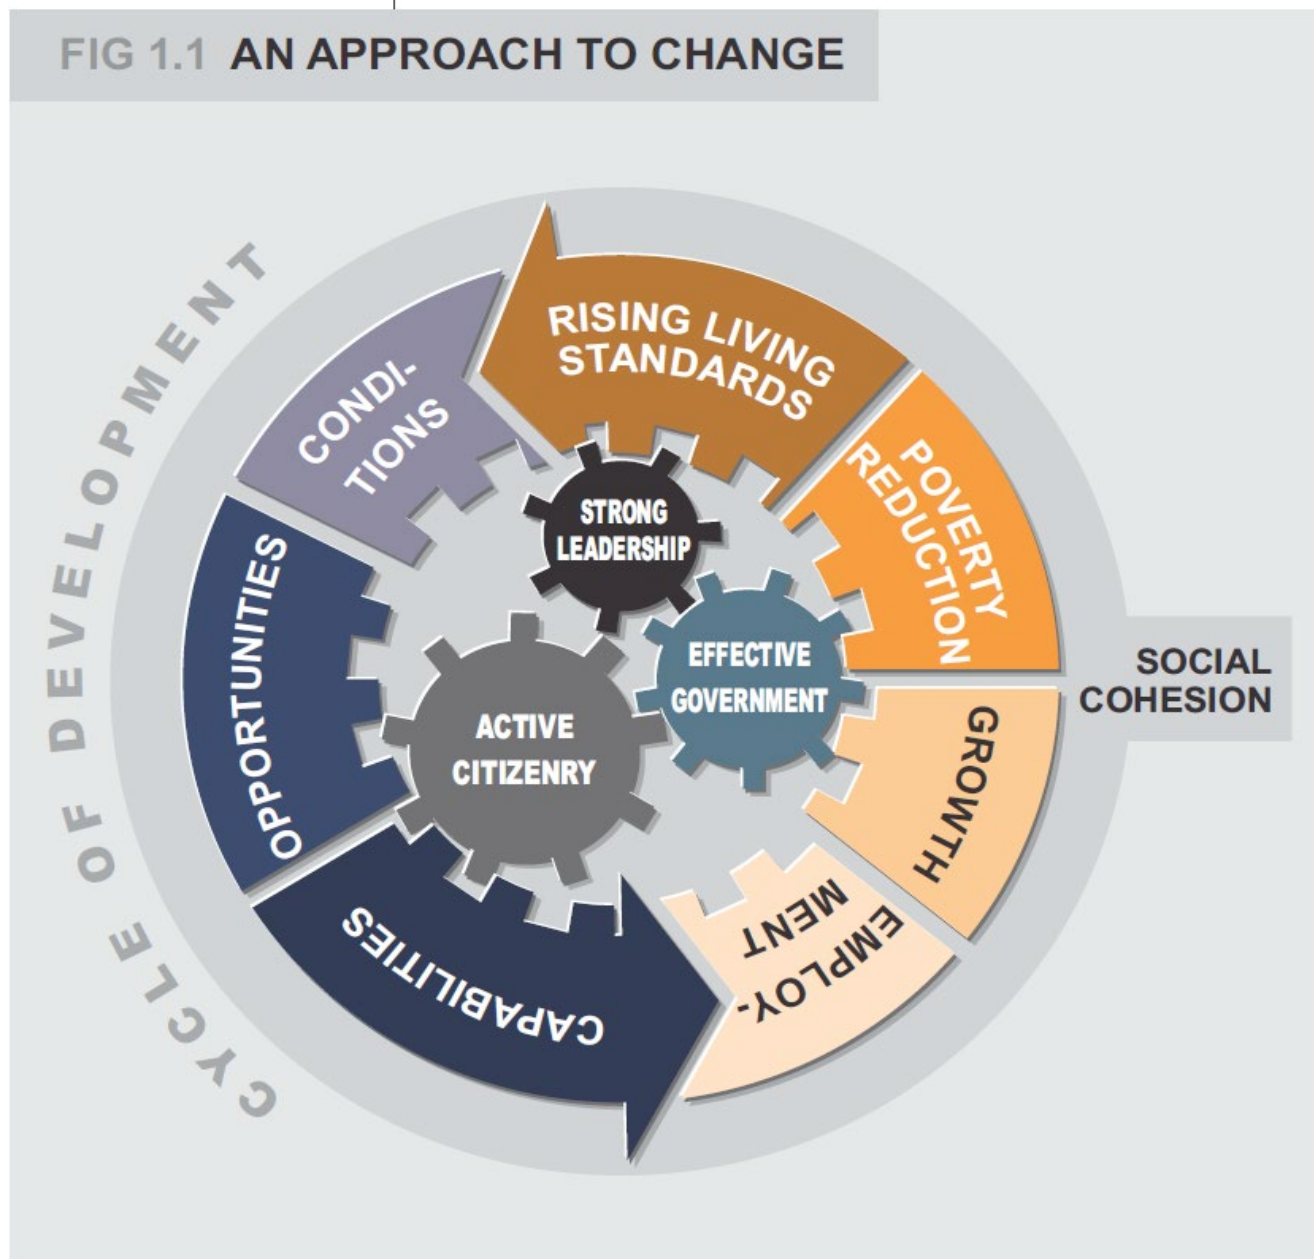 FIG 1.1 AN APPROACH TO CHANGE
CYCLE OF DEVELOPMENT
RISING LIVING
STANDARDS
POVERTY
REDUCTION
GROWTH
EMPLOY-
MENT
CAPABILITIES
OPPORTUNITIES
CONDI-
TIONS
STRONG
LEADERSHIP
EFFECTIVE
GOVERNMENT
ACTIVE
CITIZENRY
SOCIAL
COHESION